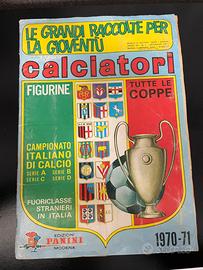 LE GRANDI RACCOLTE PER
LA GIOVENTÙ
calciatori
FIGURINE
TUTTE LE
COPPE
CAMPIONATO
ITALIANO
DI CALCIO
SERIE A SERIE B
SERIE C SERIE D
FUORICLASSE
STRANIERI
IN ITALIA
EDIZIONI
PANINI
MODENA
1970-71